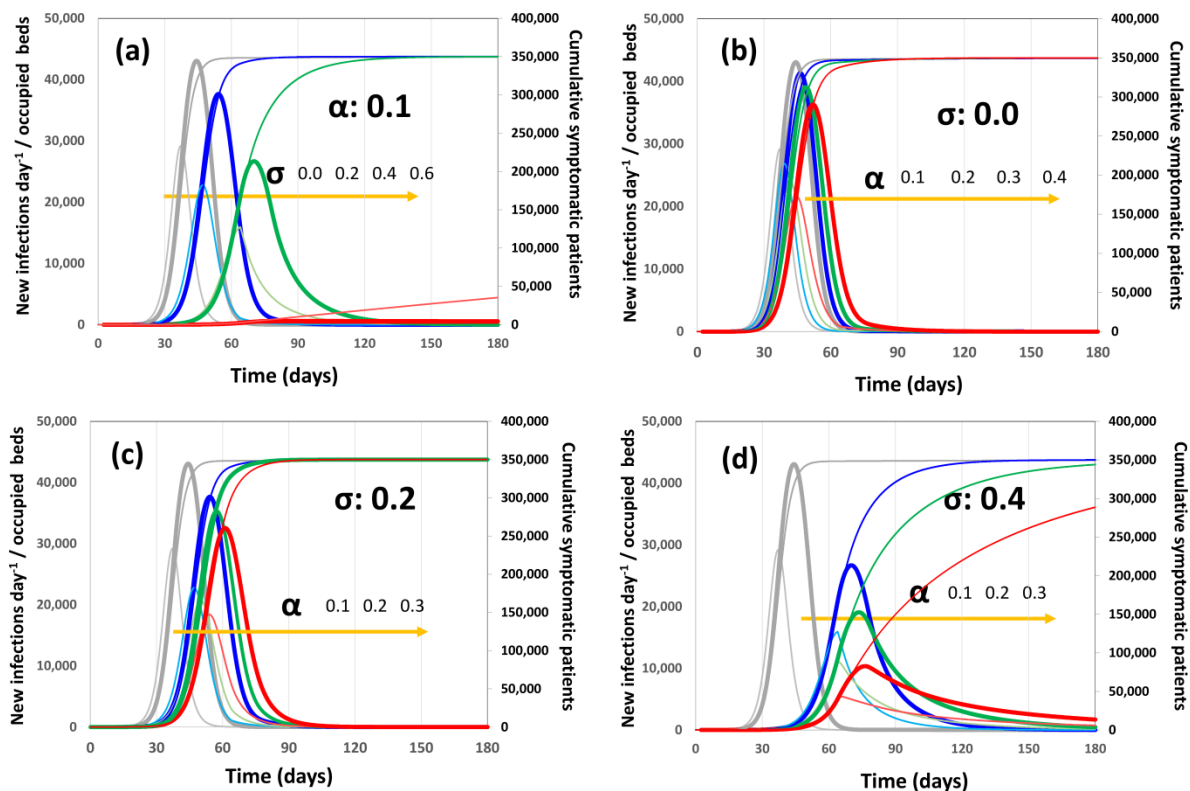 (a)
New infections day⁻¹ / occupied beds
50,000
40,000
30,000
20,000
10,000
0
α: 0.1
σ 0.0 0.2 0.4 0.6
400,000
350,000
300,000
250,000
200,000
150,000
100,000
50,000
0
Cumulative symptomatic patients
0 30 60 90 120 150 180
Time (days)
(b)
New infections day⁻¹ / occupied beds
50,000
40,000
30,000
20,000
10,000
0
σ: 0.0
α 0.1 0.2 0.3 0.4
400,000
350,000
300,000
250,000
200,000
150,000
100,000
50,000
0
Cumulative symptomatic patients
0 30 60 90 120 150 180
Time (days)
(c)
New infections day⁻¹ / occupied beds
50,000
40,000
30,000
20,000
10,000
0
σ: 0.2
α 0.1 0.2 0.3
400,000
350,000
300,000
250,000
200,000
150,000
100,000
50,000
0
Cumulative symptomatic patients
0 30 60 90 120 150 180
Time (days)
(d)
New infections day⁻¹ / occupied beds
50,000
40,000
30,000
20,000
10,000
0
σ: 0.4
α 0.1 0.2 0.3
400,000
350,000
300,000
250,000
200,000
150,000
100,000
50,000
0
Cumulative symptomatic patients
0 30 60 90 120 150 180
Time (days)